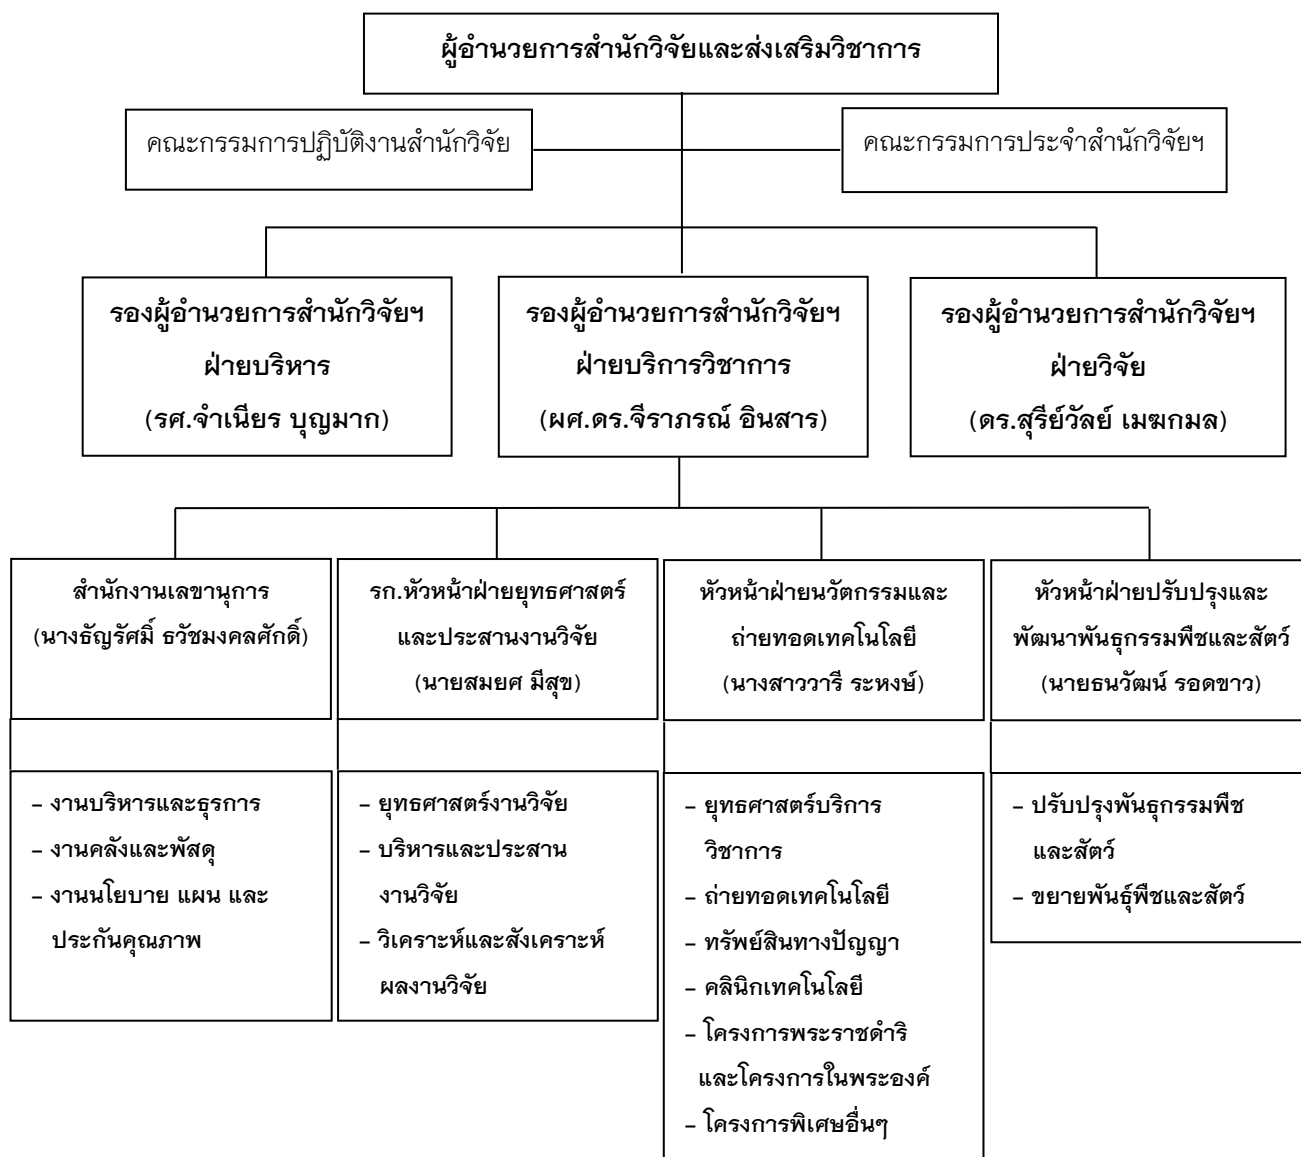 ผู้อำนวยการสำนักวิจัยและส่งเสริมวิชาการ
คณะกรรมการปฏิบัติงานสำนักวิจัย
คณะกรรมการประจำสำนักวิจัยฯ
รองผู้อำนวยการสำนักวิจัยฯ
ฝ่ายบริหาร
(รศ.จำเนียร บุญมาก)
รองผู้อำนวยการสำนักวิจัยฯ
ฝ่ายบริการวิชาการ
(ผศ.ดร.จีราภรณ์ อินสาร)
รองผู้อำนวยการสำนักวิจัยฯ
ฝ่ายวิจัย
(ดร.สุรีย์วัลย์ เมฆกมล)
สำนักงานเลขานุการ
(นางธัญรัศมิ์ ธวัชมงคลศักดิ์)
รก.หัวหน้าฝ่ายยุทธศาสตร์
และประสานงานวิจัย
(นายสมยศ มีสุข)
หัวหน้าฝ่ายนวัตกรรมและ
ถ่ายทอดเทคโนโลยี
(นางสาววารี ระหงษ์)
หัวหน้าฝ่ายปรับปรุงและ
พัฒนาพันธุกรรมพืชและสัตว์
(นายธนวัฒน์ รอดขาว)
– งานบริหารและธุรการ
– งานคลังและพัสดุ
– งานนโยบาย แผน และ
ประกันคุณภาพ
– ยุทธศาสตร์งานวิจัย
– บริหารและประสาน
งานวิจัย
– วิเคราะห์และสังเคราะห์
ผลงานวิจัย
– ยุทธศาสตร์บริการ
วิชาการ
– ถ่ายทอดเทคโนโลยี
– ทรัพย์สินทางปัญญา
– คลินิกเทคโนโลยี
– โครงการพระราชดำริ
และโครงการในพระองค์
– โครงการพิเศษอื่นๆ
– ปรับปรุงพันธุกรรมพืช
และสัตว์
– ขยายพันธุ์พืชและสัตว์